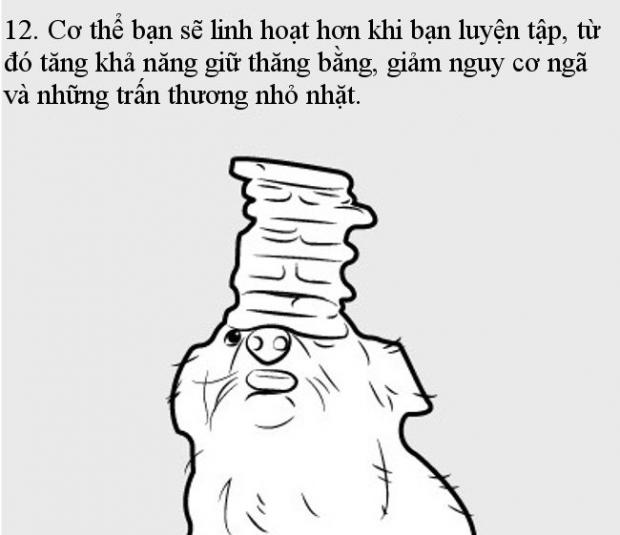 12. Cơ thể bạn sẽ linh hoạt hơn khi bạn luyện tập, từ
đó tăng khả năng giữ thăng bằng, giảm nguy cơ ngã
và những trấn thương nhỏ nhặt.